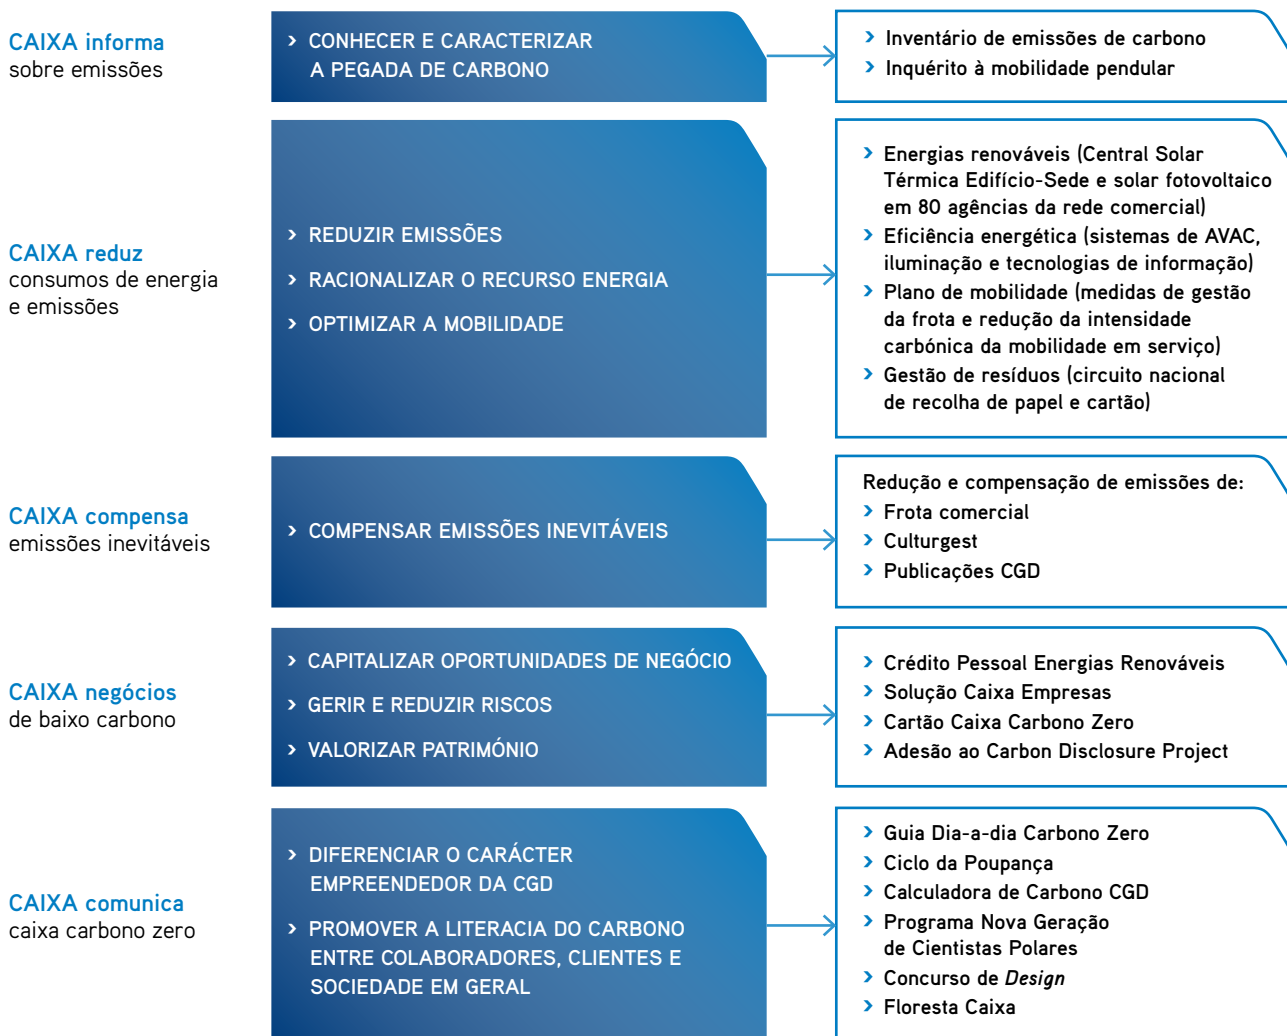 CAIXA informa
sobre emissões
› CONHECER E CARACTERIZAR
A PEGADA DE CARBONO
› Inventário de emissões de carbono
› Inquérito à mobilidade pendular
CAIXA reduz
consumos de energia
e emissões
› REDUZIR EMISSÕES
› RACIONALIZAR O RECURSO ENERGIA
› OPTIMIZAR A MOBILIDADE
› Energias renováveis (Central Solar
Térmica Edifício-Sede e solar fotovoltaico
em 80 agências da rede comercial)
› Eficiência energética (sistemas de AVAC,
iluminação e tecnologias de informação)
› Plano de mobilidade (medidas de gestão
da frota e redução da intensidade
carbónica da mobilidade em serviço)
› Gestão de resíduos (circuito nacional
de recolha de papel e cartão)
CAIXA compensa
emissões inevitáveis
› COMPENSAR EMISSÕES INEVITÁVEIS
Redução e compensação de emissões de:
› Frota comercial
› Culturgest
› Publicações CGD
CAIXA negócios
de baixo carbono
› CAPITALIZAR OPORTUNIDADES DE NEGÓCIO
› GERIR E REDUZIR RISCOS
› VALORIZAR PATRIMÓNIO
› Crédito Pessoal Energias Renováveis
› Solução Caixa Empresas
› Cartão Caixa Carbono Zero
› Adesão ao Carbon Disclosure Project
CAIXA comunica
caixa carbono zero
› DIFERENCIAR O CARÁCTER
EMPREENDEDOR DA CGD
› PROMOVER A LITERACIA DO CARBONO
ENTRE COLABORADORES, CLIENTES E
SOCIEDADE EM GERAL
› Guia Dia-a-dia Carbono Zero
› Ciclo da Poupança
› Calculadora de Carbono CGD
› Programa Nova Geração
de Cientistas Polares
› Concurso de Design
› Floresta Caixa